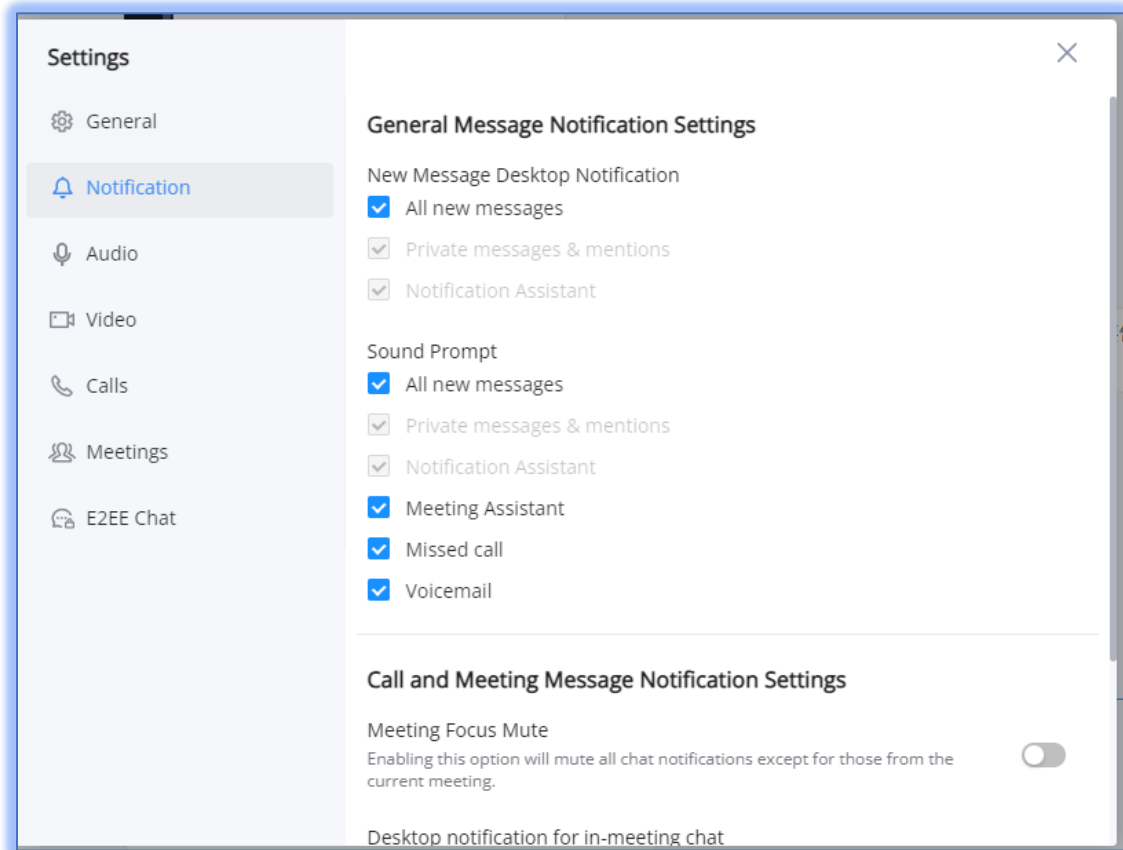 Settings
General
Notification
Audio
Video
Calls
Meetings
E2EE Chat
General Message Notification Settings
New Message Desktop Notification
All new messages
Private messages & mentions
Notification Assistant
Sound Prompt
All new messages
Private messages & mentions
Notification Assistant
Meeting Assistant
Missed call
Voicemail
Call and Meeting Message Notification Settings
Meeting Focus Mute
Enabling this option will mute all chat notifications except for those from the
current meeting.
Desktop notification for in-meeting chat